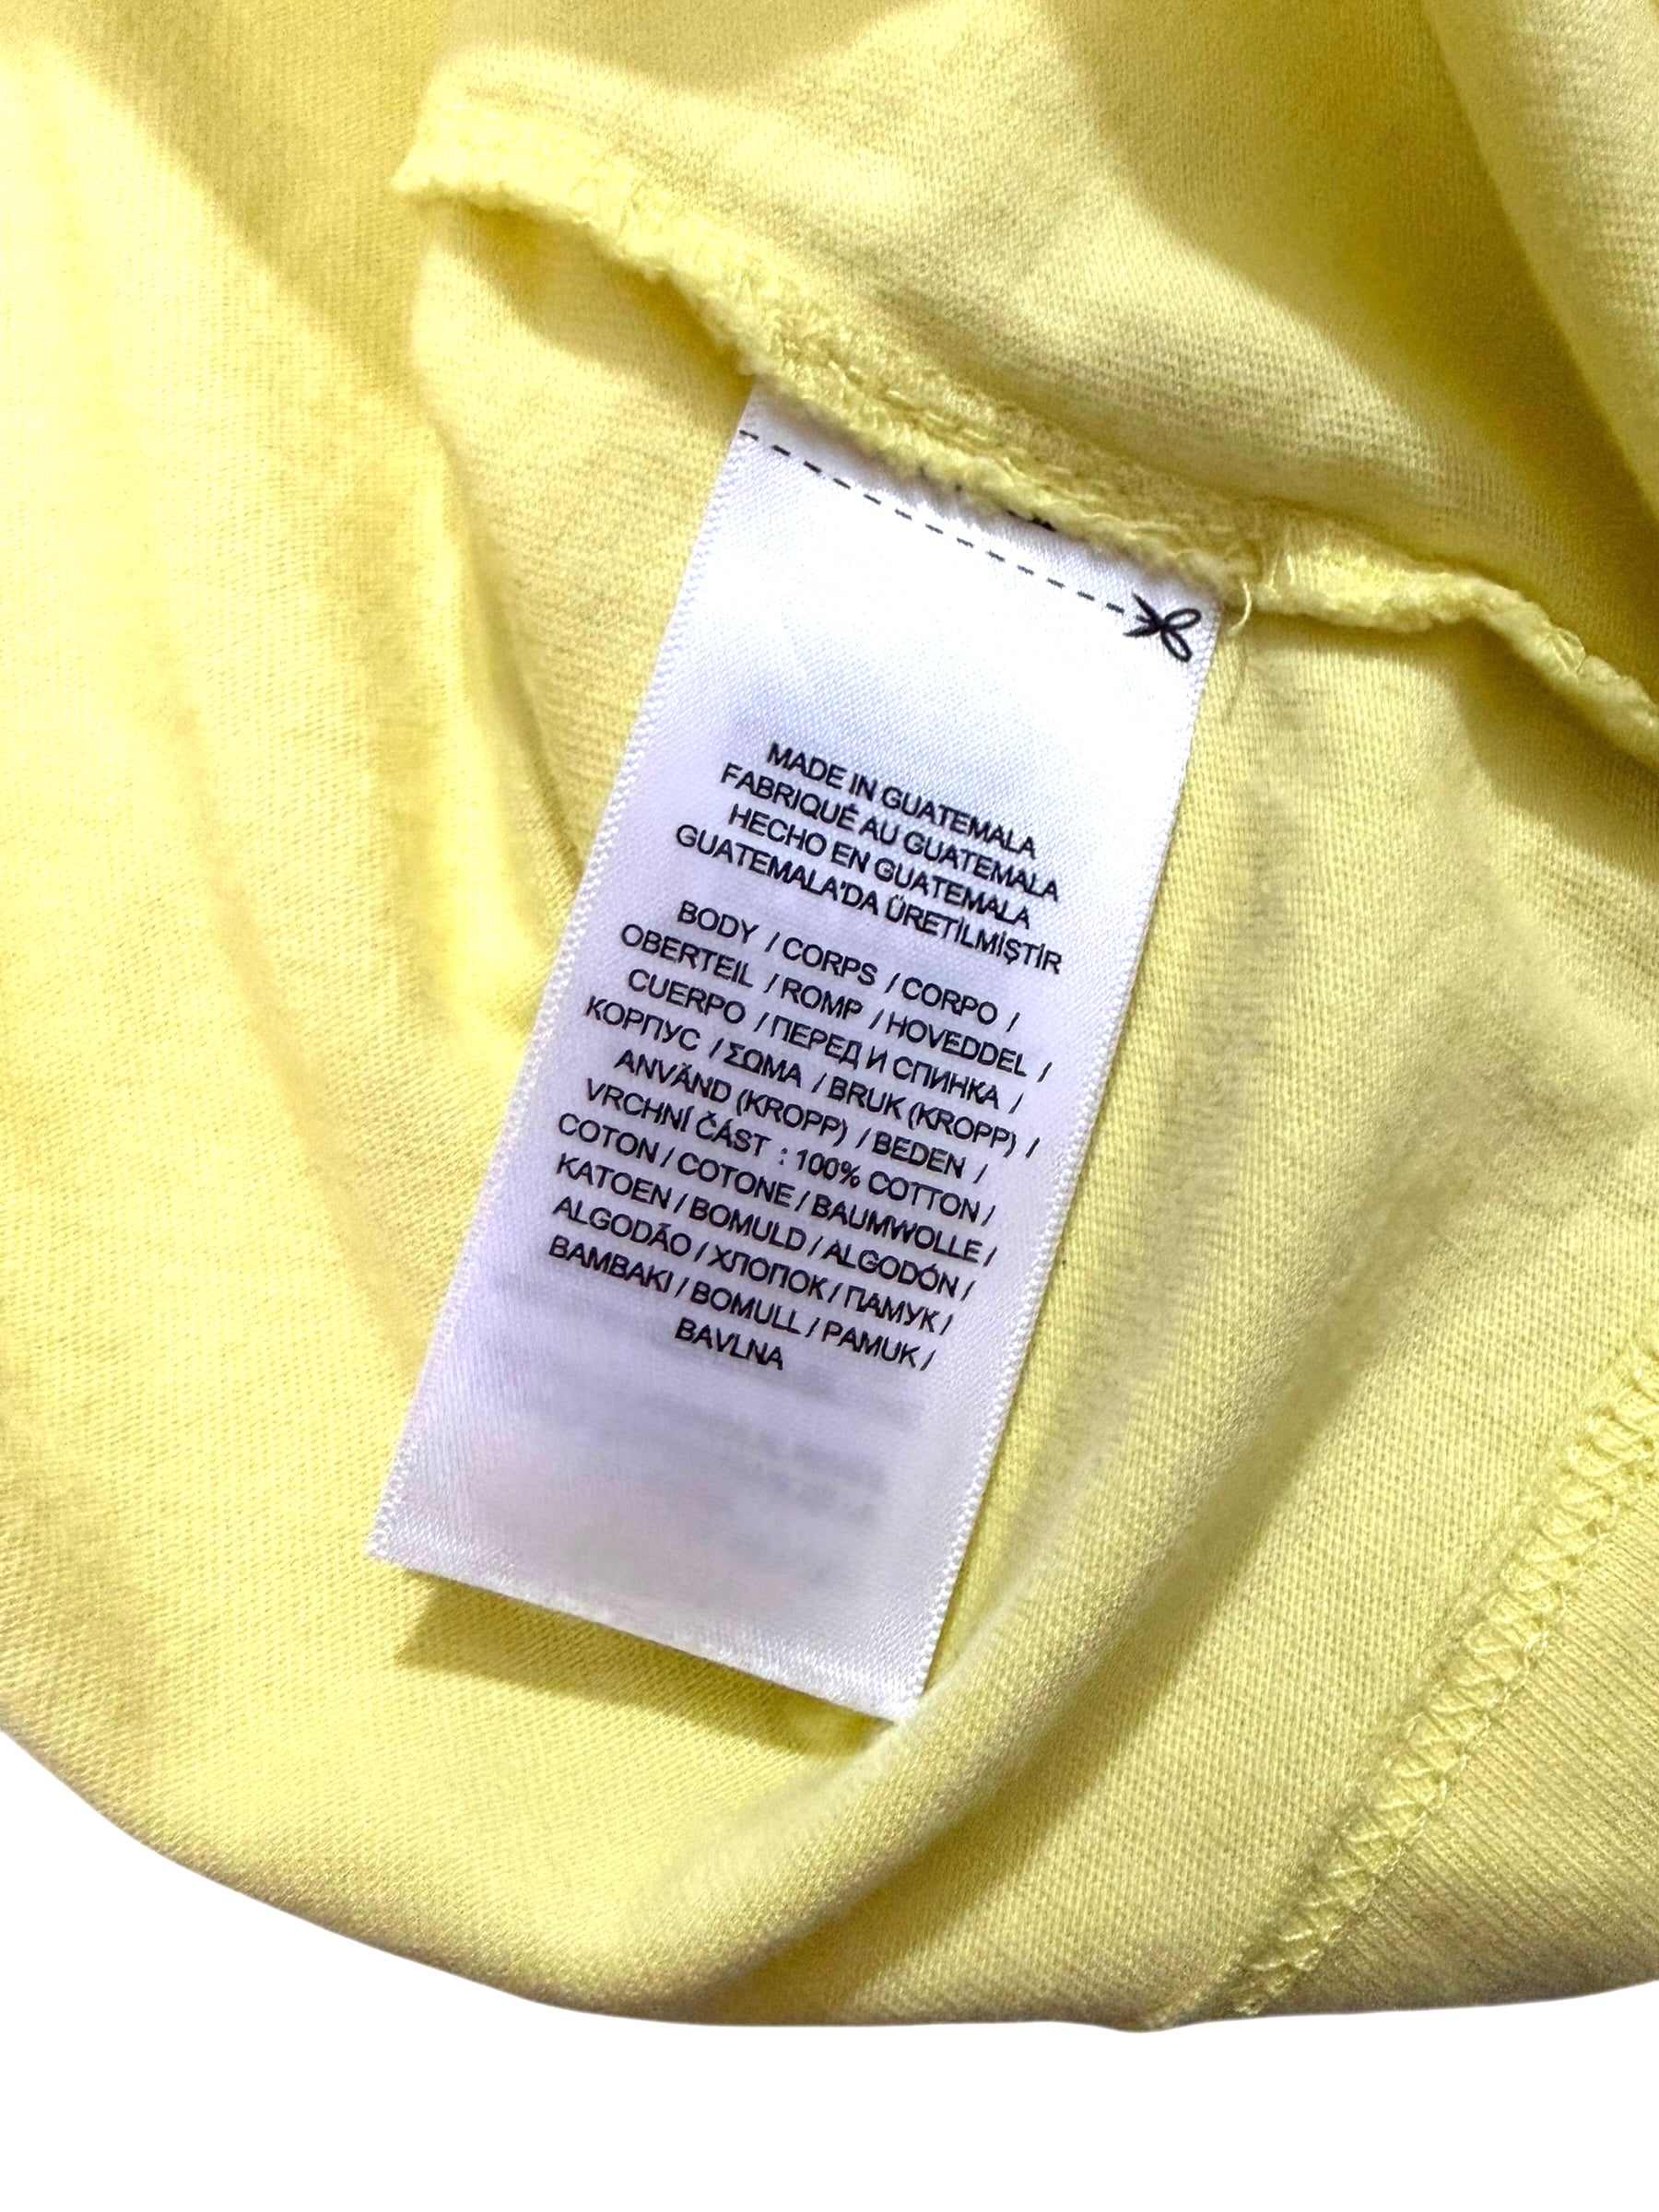 MADE IN GUATEMALA
FABRIQUÉ AU GUATEMALA
HECHO EN GUATEMALA
GUATEMALA'DA ÜRETİLMİŞTİR
BODY / CORPS / CORPO /
OBERTEIL / ROMP / HOVEDDEL /
CUERPO / ПЕРЕД И СПИНКА /
КОРПУС / ΣΩΜΑ / BRUK (KROPP) /
ANVÄND (KROPP) / BEDEN /
VRCHNÍ ČÁST : 100% COTTON /
COTON / COTONE / BAUMWOLLE /
KATOEN / BOMULD / ALGODÓN /
ALGODÃO / ХЛОПОК / ПАМУК /
BAMBAKI / BOMULL / PAMUK /
BAVLNA